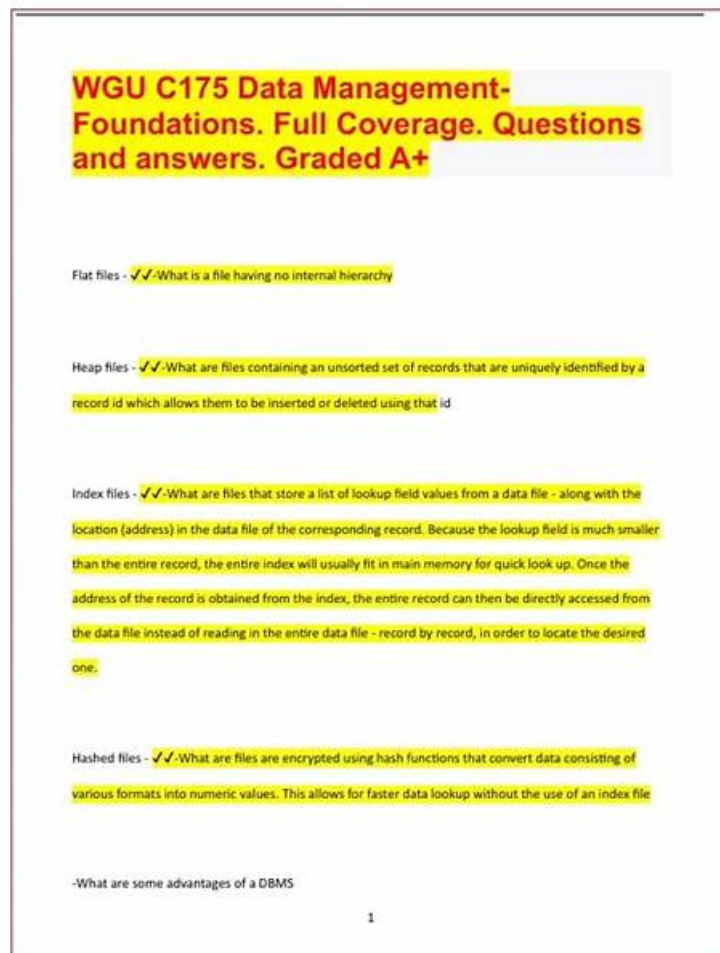 WGU C175 Data Management-
Foundations. Full Coverage. Questions
and answers. Graded A+
Flat files - ✓✓-What is a file having no internal hierarchy
Heap files - ✓✓-What are files containing an unsorted set of records that are uniquely identified by a
record id which allows them to be inserted or deleted using that id
Index files - ✓✓-What are files that store a list of lookup field values from a data file - along with the
location (address) in the data file of the corresponding record. Because the lookup field is much smaller
than the entire record, the entire index will usually fit in main memory for quick look up. Once the
address of the record is obtained from the index, the entire record can then be directly accessed from
the data file instead of reading in the entire data file - record by record, in order to locate the desired
one.
Hashed files - ✓✓-What are files are encrypted using hash functions that convert data consisting of
various formats into numeric values. This allows for faster data lookup without the use of an index file
-What are some advantages of a DBMS
1